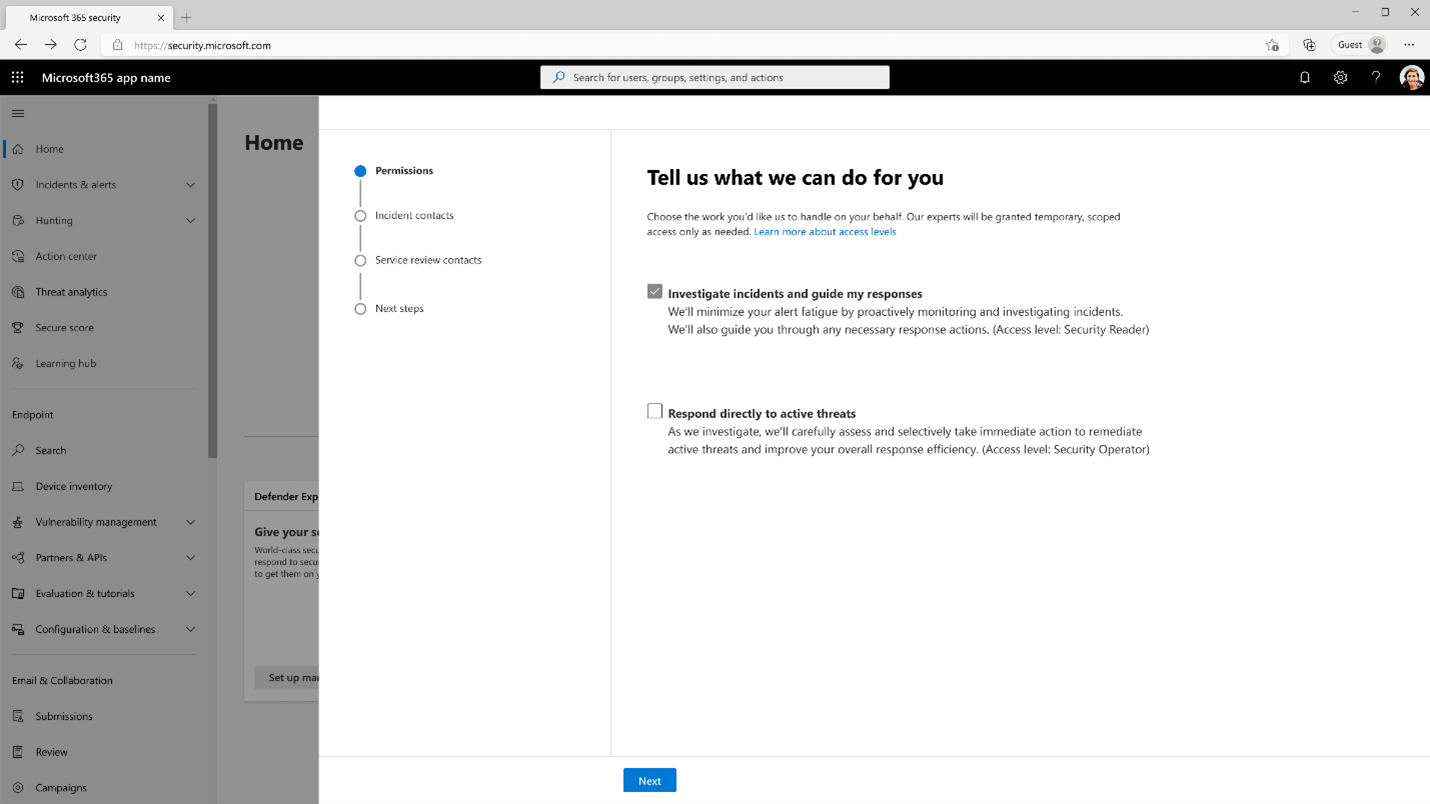 Microsoft 365 security
https://security.microsoft.com
Guest
Microsoft365 app name
Search for users, groups, settings, and actions
Home
Incidents & alerts
Hunting
Action center
Threat analytics
Secure score
Learning hub
Endpoint
Search
Device inventory
Vulnerability management
Partners & APIs
Evaluation & tutorials
Configuration & baselines
Email & Collaboration
Submissions
Review
Campaigns
Home
Defender Exp
Give your s
World-class secu
respond to secu
to get them on y
Set up ma
Permissions
Incident contacts
Service review contacts
Next steps
Tell us what we can do for you
Choose the work you'd like us to handle on your behalf. Our experts will be granted temporary, scoped
access only as needed. Learn more about access levels
Investigate incidents and guide my responses
We'll minimize your alert fatigue by proactively monitoring and investigating incidents.
We'll also guide you through any necessary response actions. (Access level: Security Reader)
Respond directly to active threats
As we investigate, we'll carefully assess and selectively take immediate action to remediate
active threats and improve your overall response efficiency. (Access level: Security Operator)
Next